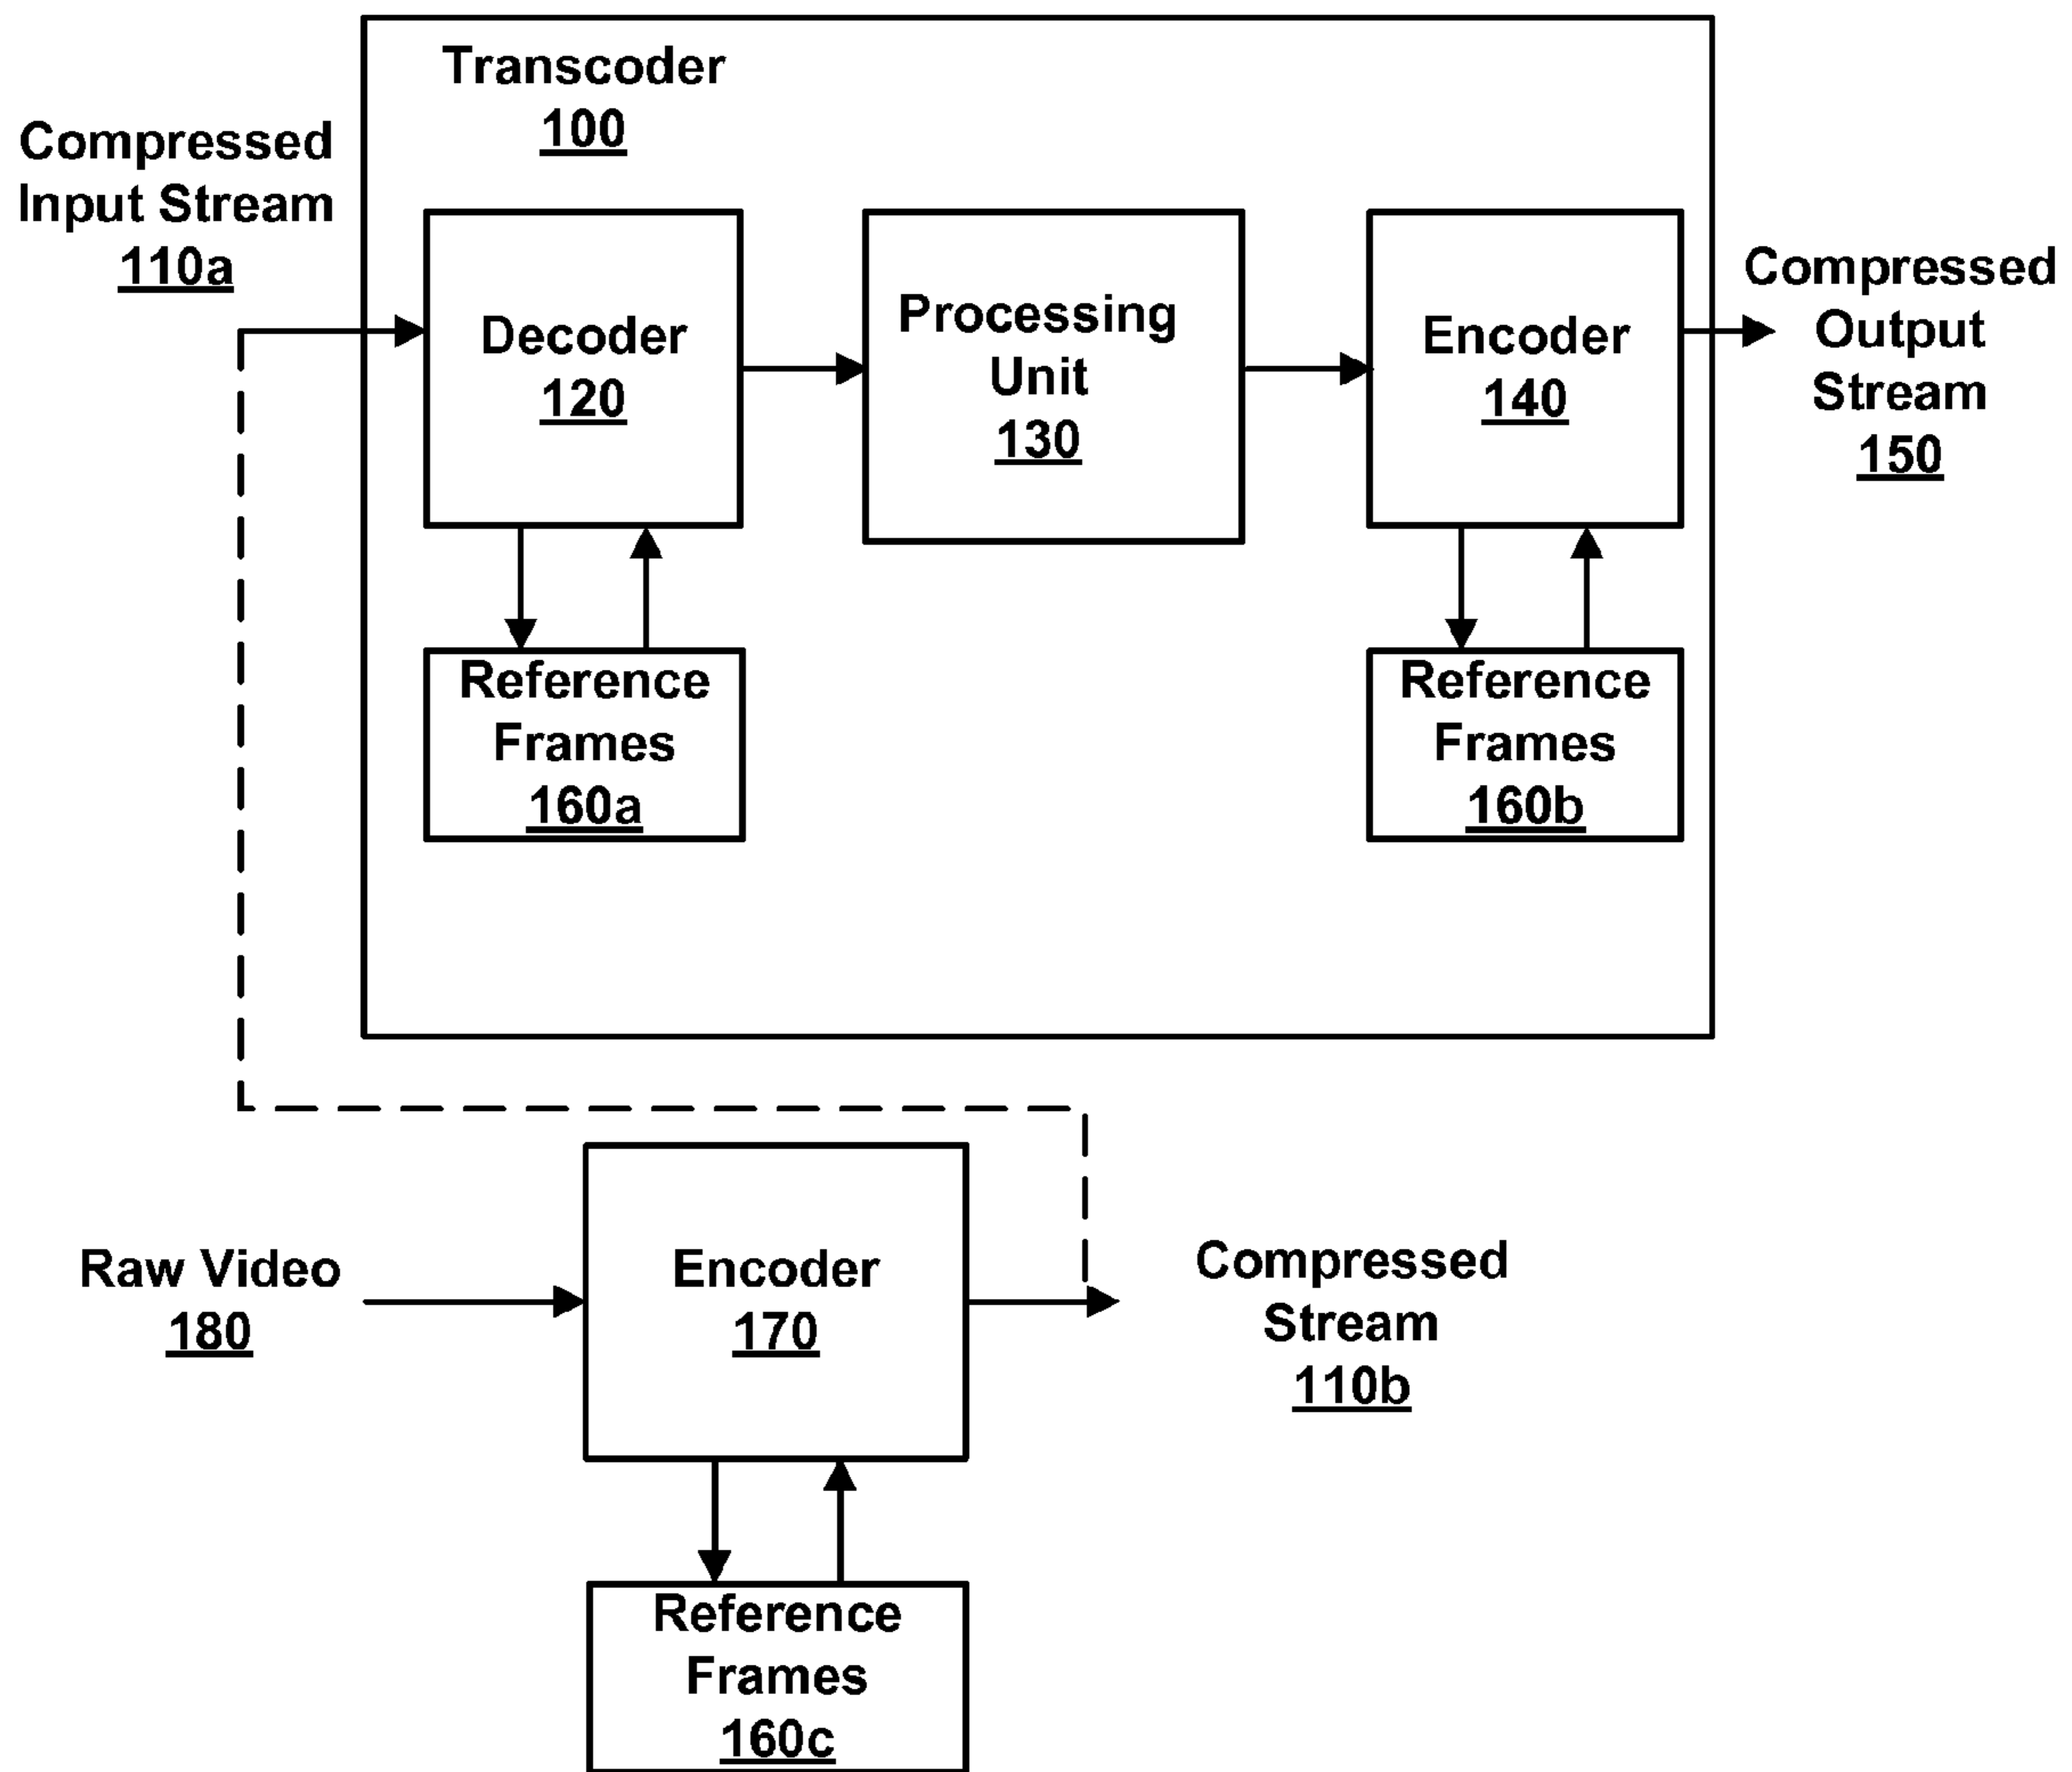 Transcoder
100
Compressed
Input Stream
110a
Decoder
120
Processing
Unit
130
Encoder
140
Compressed
Output
Stream
150
Reference
Frames
160a
Reference
Frames
160b
Raw Video
180
Encoder
170
Compressed
Stream
110b
Reference
Frames
160c